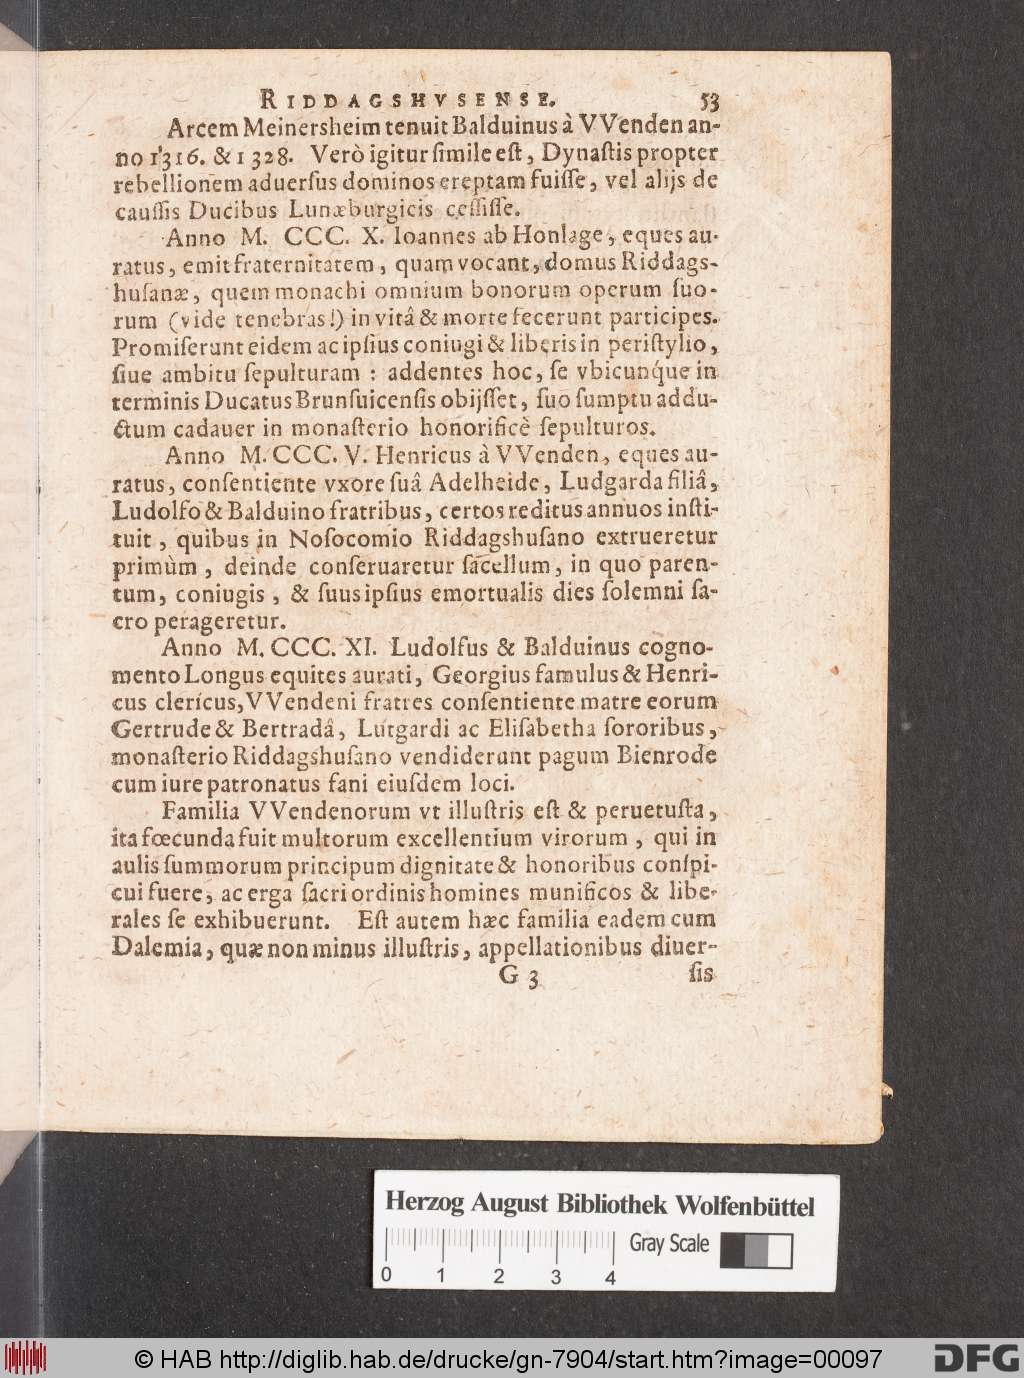 RIDDAGSHVSENSE. 53
Arcem Meinersheim tenuit Balduinus à VVenden an-
no 1316. & 1328. Verò igitur ſimile eſt, Dynaſtis propter
rebellionem aduerſus dominos ereptam fuiſſe, vel alijs de
cauſſis Ducibus Lunæburgicis ceſſiſſe.
Anno M. CCC. X. Ioannes ab Honlage, eques au-
ratus, emit fraternitatem, quam vocant, domus Riddags-
huſanæ, quem monachi omnium bonorum operum ſuo-
rum (vide tenebras!) in vitâ & morte fecerunt participes.
Promiſerunt eidem ac ipſius coniugi & liberis in periſtylio,
ſiue ambitu ſepulturam : addentes hoc, ſe vbicunque in
terminis Ducatus Brunſuicenſis obijſſet, ſuo ſumptu addu-
ctum cadauer in monaſterio honorificè ſepulturos.
Anno M. CCC. V. Henricus à VVenden, eques au-
ratus, conſentiente vxore ſuâ Adelheide, Ludgarda filiâ,
Ludolfo & Balduino fratribus, certos reditus annuos inſti-
tuit, quibus in Noſocomio Riddagshuſano extrueretur
primùm, deinde conſeruaretur ſacellum, in quo paren-
tum, coniugis, & ſuus ipſius emortualis dies ſolemni ſa-
cro perageretur.
Anno M. CCC. XI. Ludolfus & Balduinus cogno-
mento Longus equites aurati, Georgius famulus & Henri-
cus clericus, VVendeni fratres conſentiente matre eorum
Gertrude & Bertradâ, Lutgardi ac Eliſabetha ſororibus,
monaſterio Riddagshuſano vendiderunt pagum Bienrode
cum iure patronatus fani eiuſdem loci.
Familia VVendenorum vt illuſtris eſt & peruetuſta,
ita fœcunda fuit multorum excellentium virorum, qui in
aulis ſummorum principum dignitate & honoribus conſpi-
cui fuere, ac erga ſacri ordinis homines munificos & libe-
rales ſe exhibuerunt. Eſt autem hæc familia eadem cum
Dalemia, quæ non minus illuſtris, appellationibus diuer-
G 3 ſis
Herzog August Bibliothek Wolfenbüttel
Gray Scale
0 1 2 3 4
© HAB http://diglib.hab.de/drucke/gn-7904/start.htm?image=00097
DFG